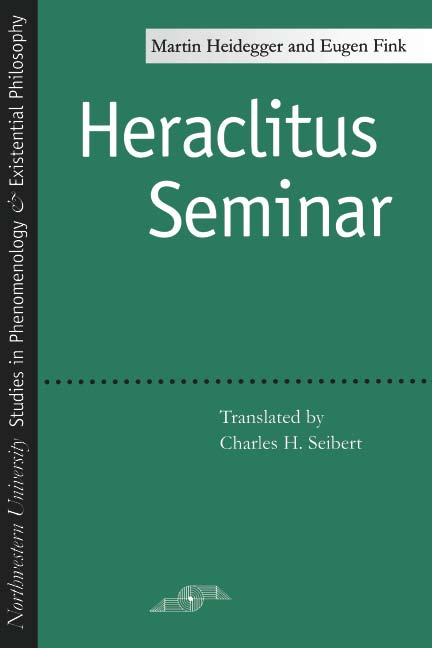 Martin Heidegger and Eugen Fink
Heraclitus
Seminar
Translated by
Charles H. Seibert
Northwestern University Studies in Phenomenology & Existential Philosophy